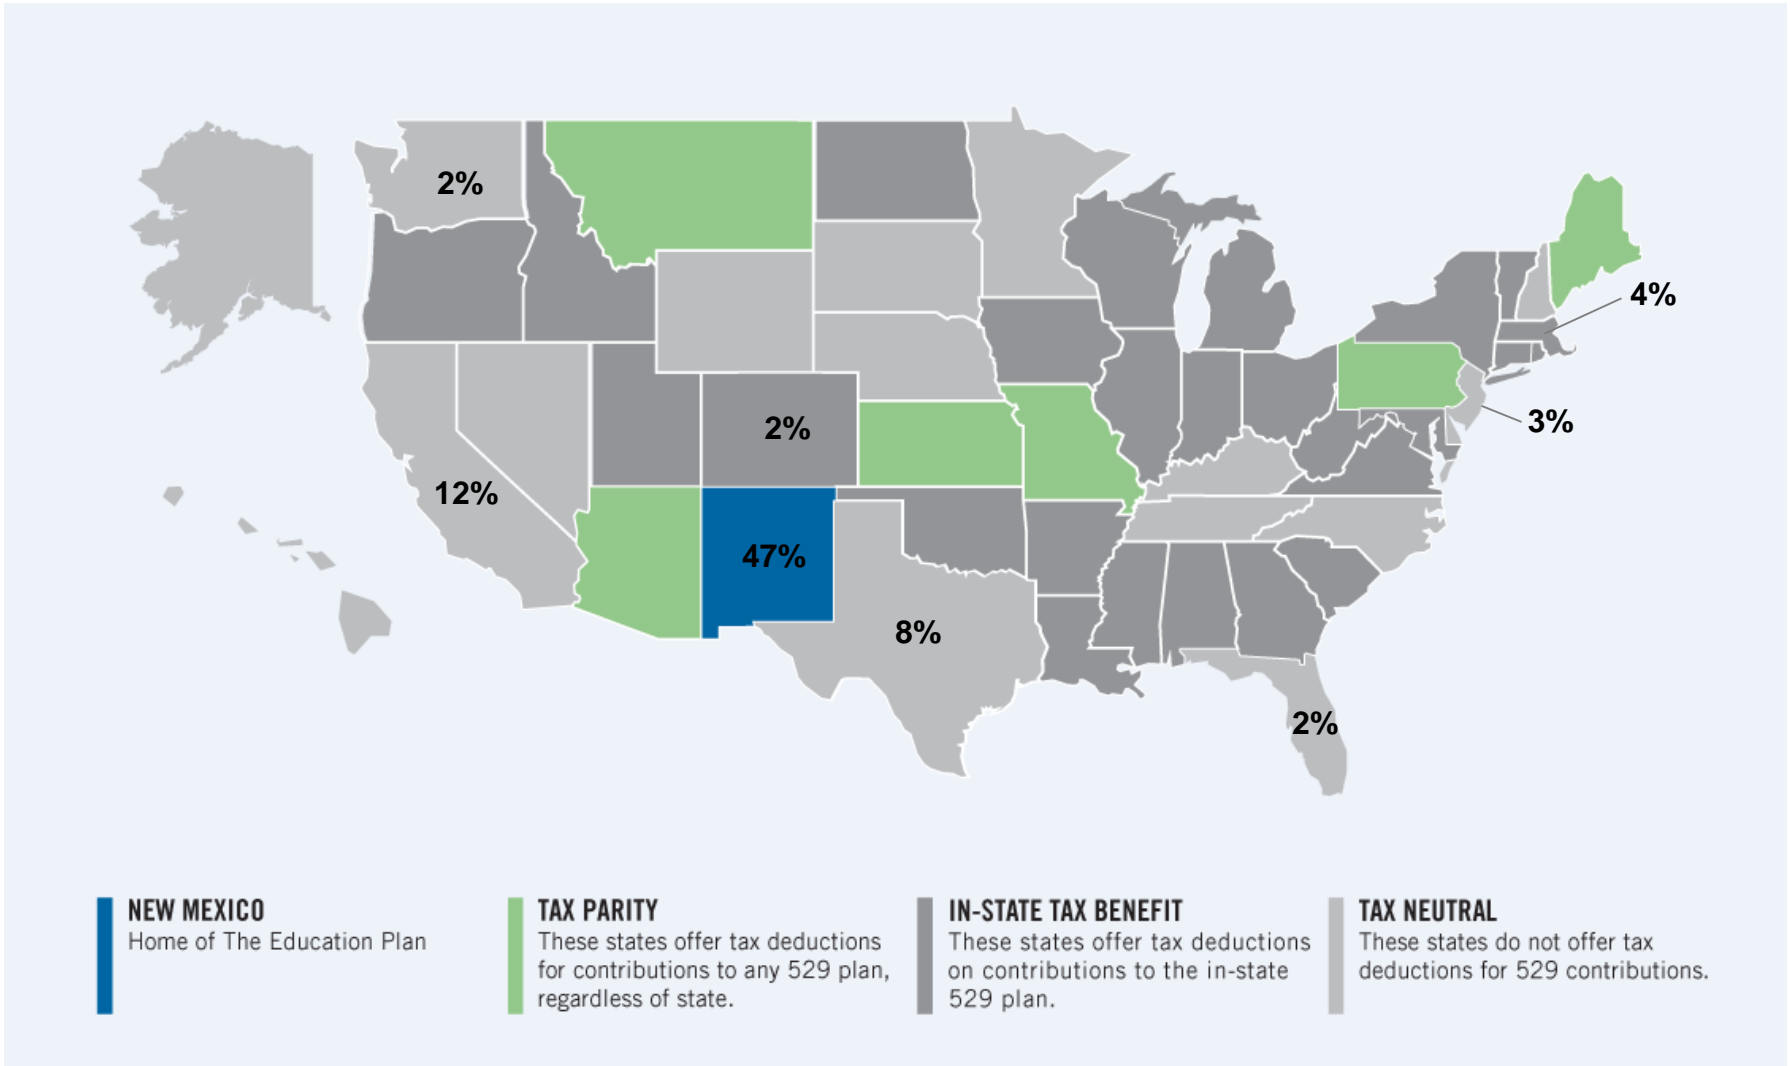 2%
4%
3%
2%
12%
47%
8%
2%
NEW MEXICO
Home of The Education Plan
TAX PARITY
These states offer tax deductions
for contributions to any 529 plan,
regardless of state.
IN-STATE TAX BENEFIT
These states offer tax deductions
on contributions to the in-state
529 plan.
TAX NEUTRAL
These states do not offer tax
deductions for 529 contributions.